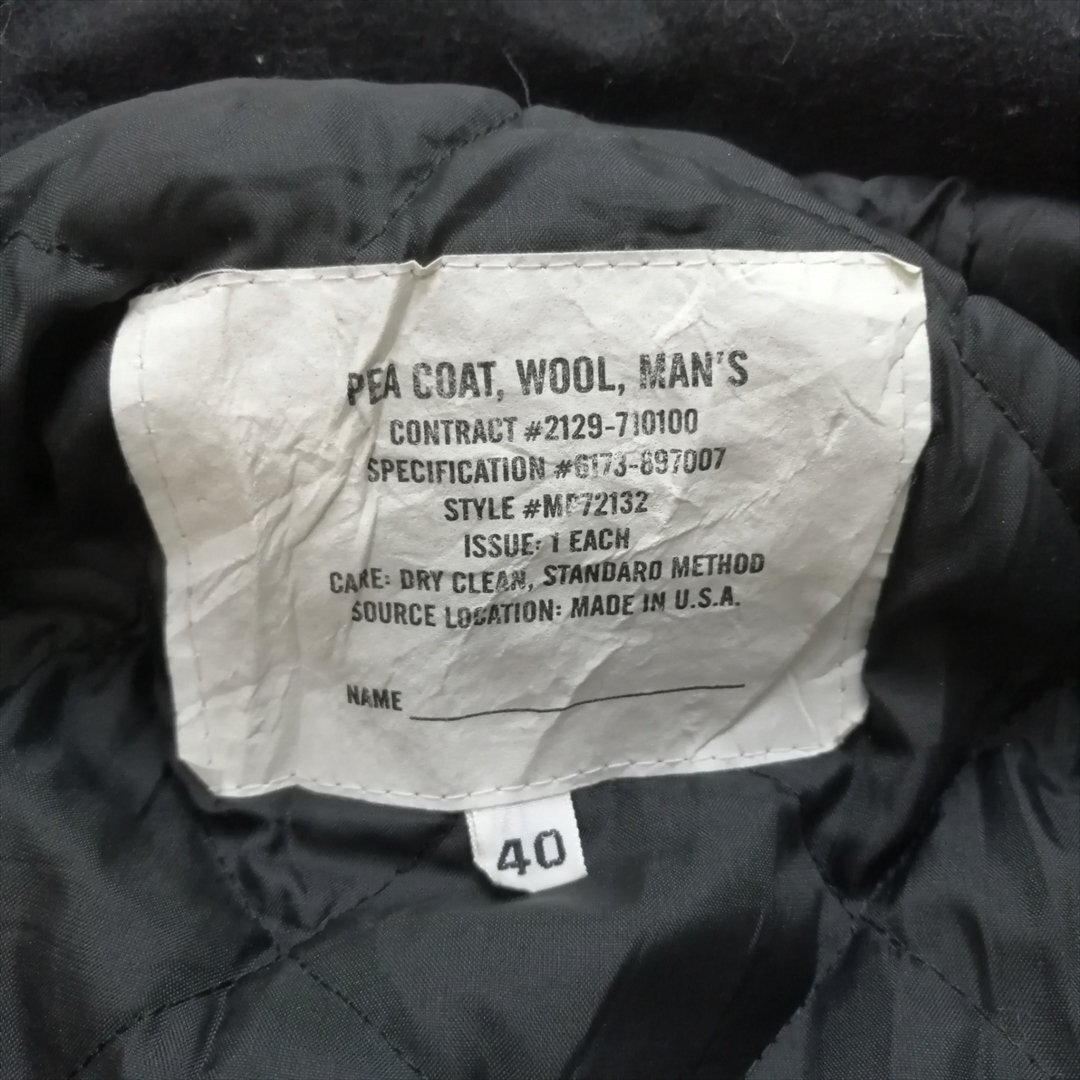 PEA COAT, WOOL, MAN'S
CONTRACT #2129-710100
SPECIFICATION #6173-897007
STYLE #MP72132
ISSUE: 1 EACH
CARE: DRY CLEAN, STANDARD METHOD
SOURCE LOCATION: MADE IN U.S.A.
NAME
40